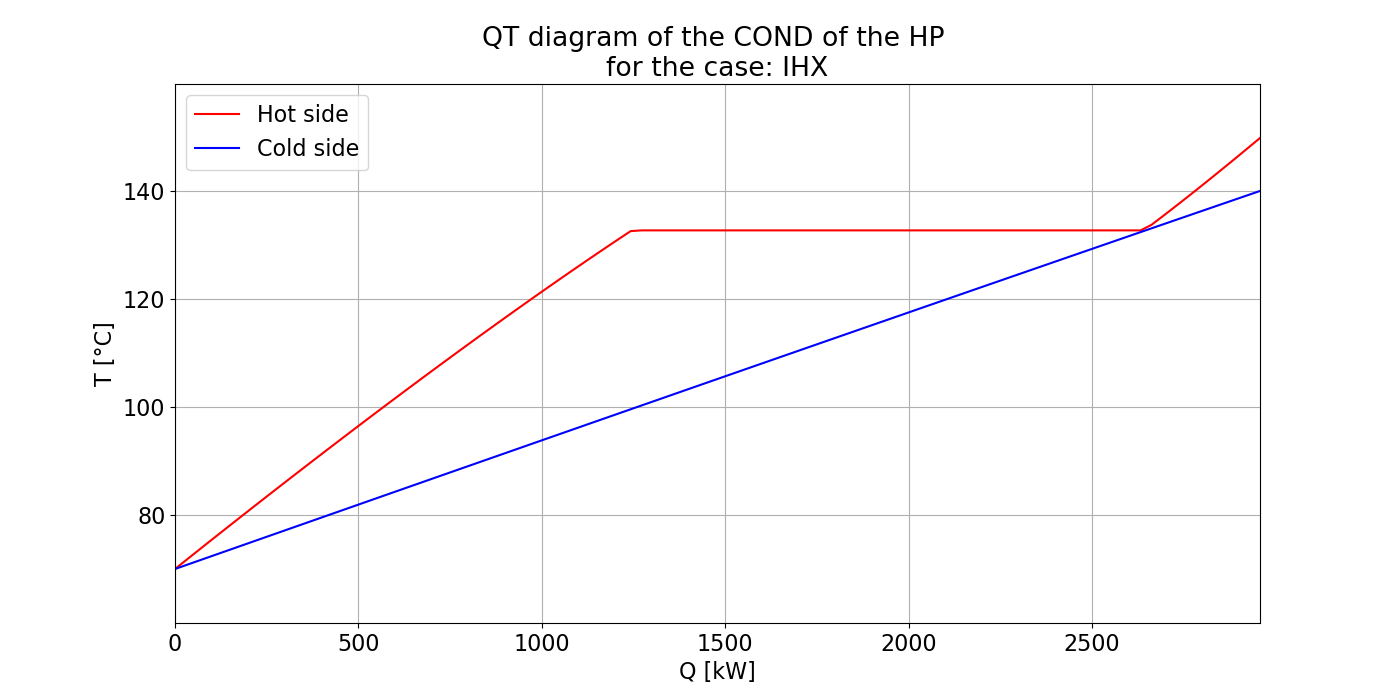 QT diagram of the COND of the HP
for the case: IHX
Hot side
Cold side
140
120
100
80
T [°C]
0 500 1000 1500 2000 2500
Q [kW]